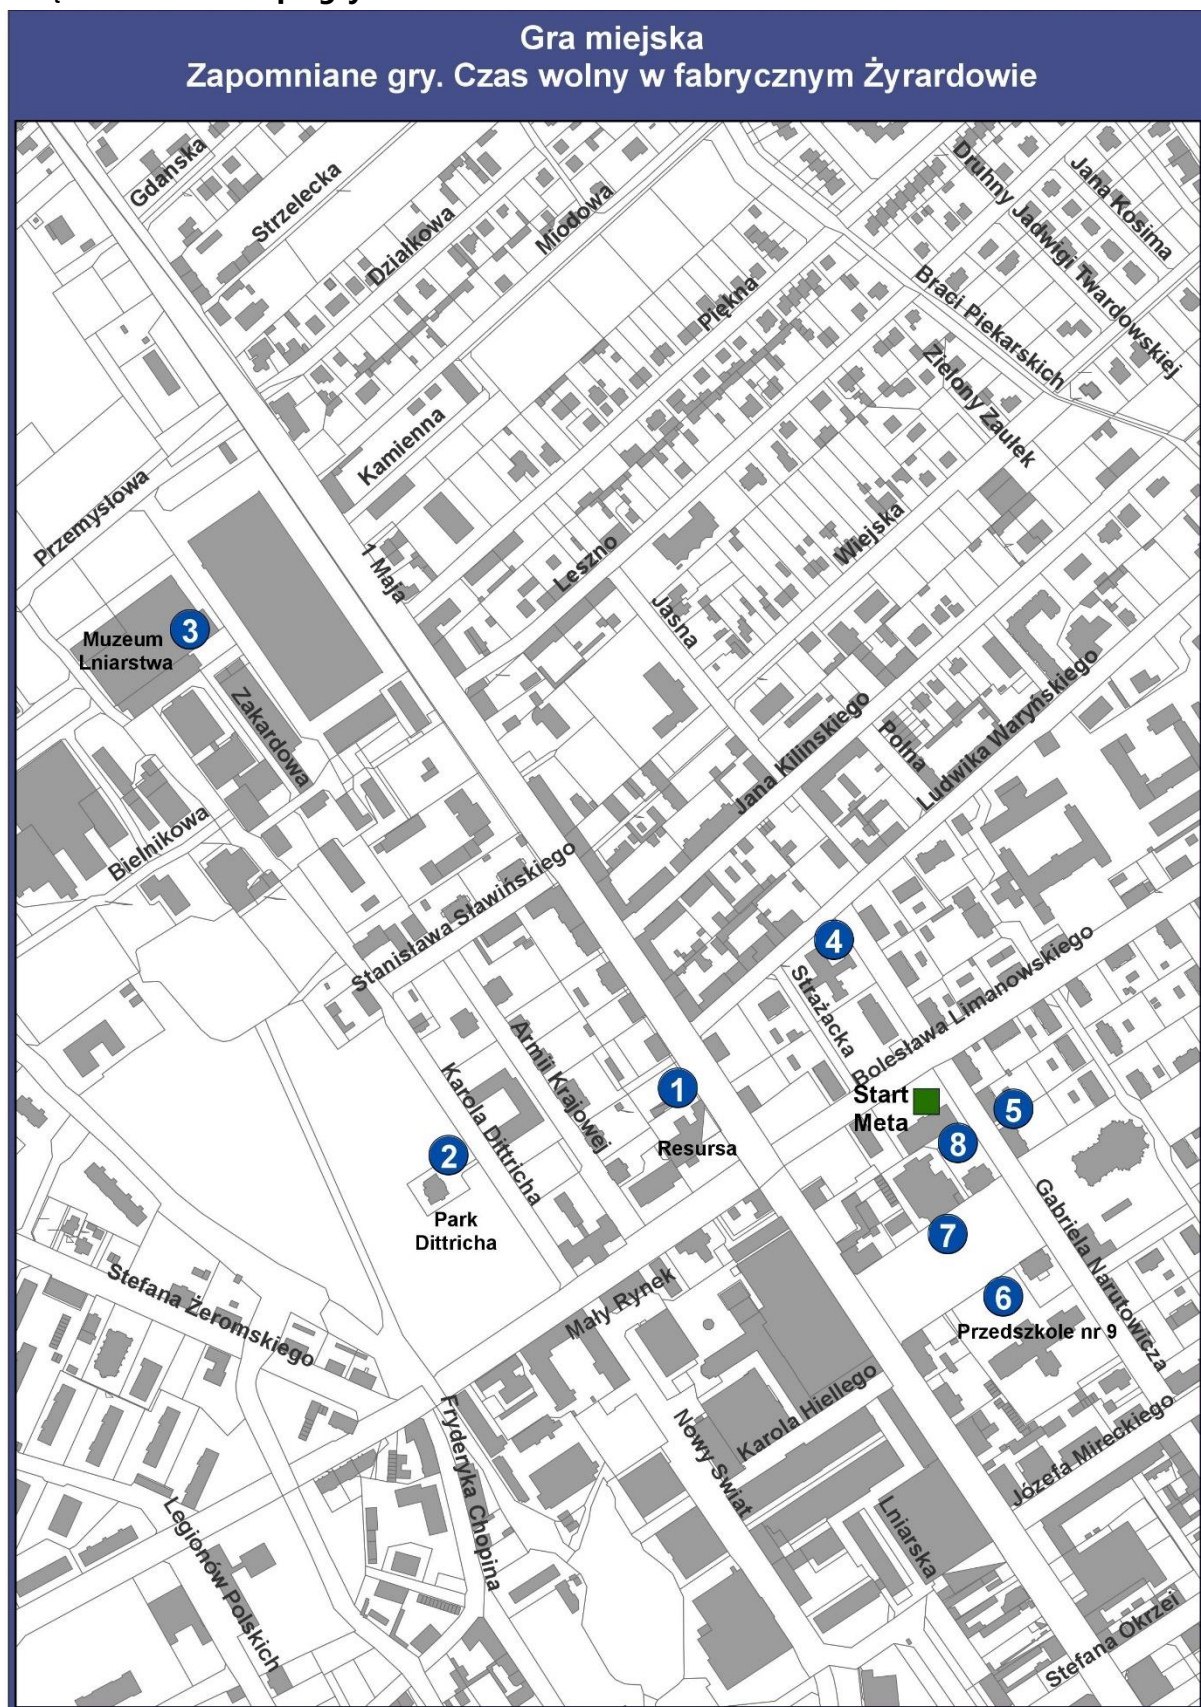 Gra miejska
Zapomniane gry. Czas wolny w fabrycznym Żyrardowie
Gdańska
Strzelecka
Działkowa
Miodowa
Druhny Jadwigi Twardowskiej
Jana Kosima
Piękna
Braci Piekarskich
Zielony Zaułek
Kamienna
Przemysłowa
1 Maja
Leszno
Wiejska
Jasna
3
Muzeum
Lniarstwa
Zakardowa
Jana Kilinskiego
Polna
Ludwika Waryńskiego
Bielnikowa
Stanisława Sławińskiego
4
Strażacka
Bolesława Limanowskiego
Armii Krajowej
Karola Dittricha
1
Resursa
Start
Meta
5
8
2
Park
Dittricha
7
Gabriela Narutowicza
6
Przedszkole nr 9
Stefana Żeromskiego
Mały Rynek
Karola Hiellego
Fryderyka Chopina
Nowy Swiat
Józefa Mireckiego
Lniarska
Legionów Polskich
Stefana Okrzei